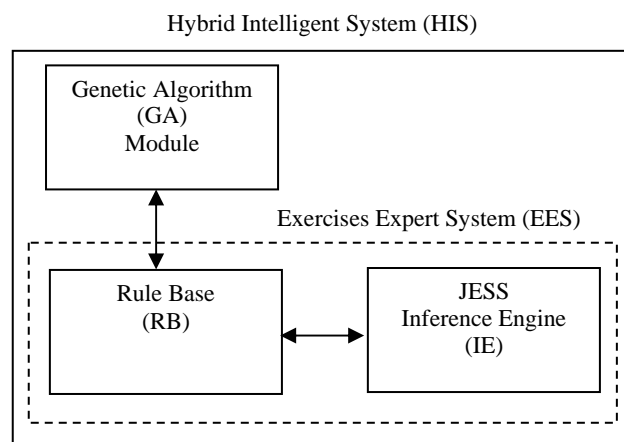 Hybrid Intelligent System (HIS)
Genetic Algorithm
(GA)
Module
Exercises Expert System (EES)
Rule Base
(RB)
JESS
Inference Engine
(IE)